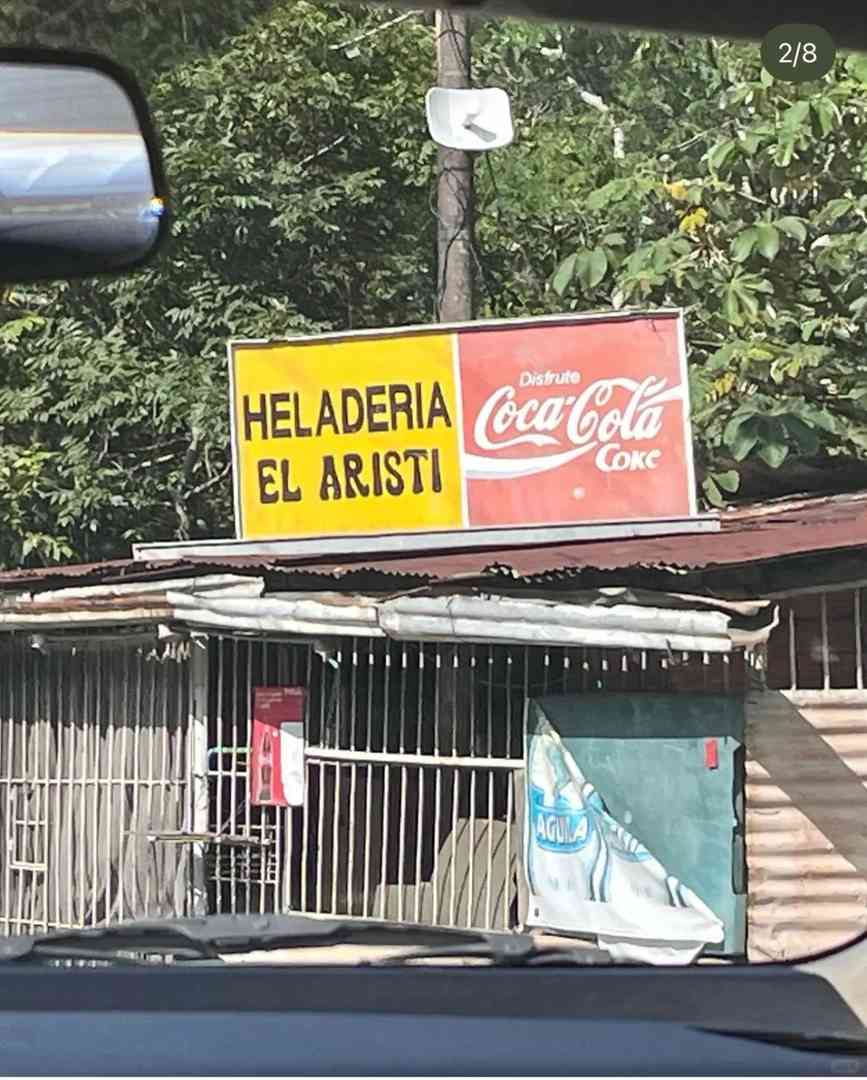 2/8
HELADERIA
EL ARISTI
Disfrute
Coca-Cola
Coke
AGUILA